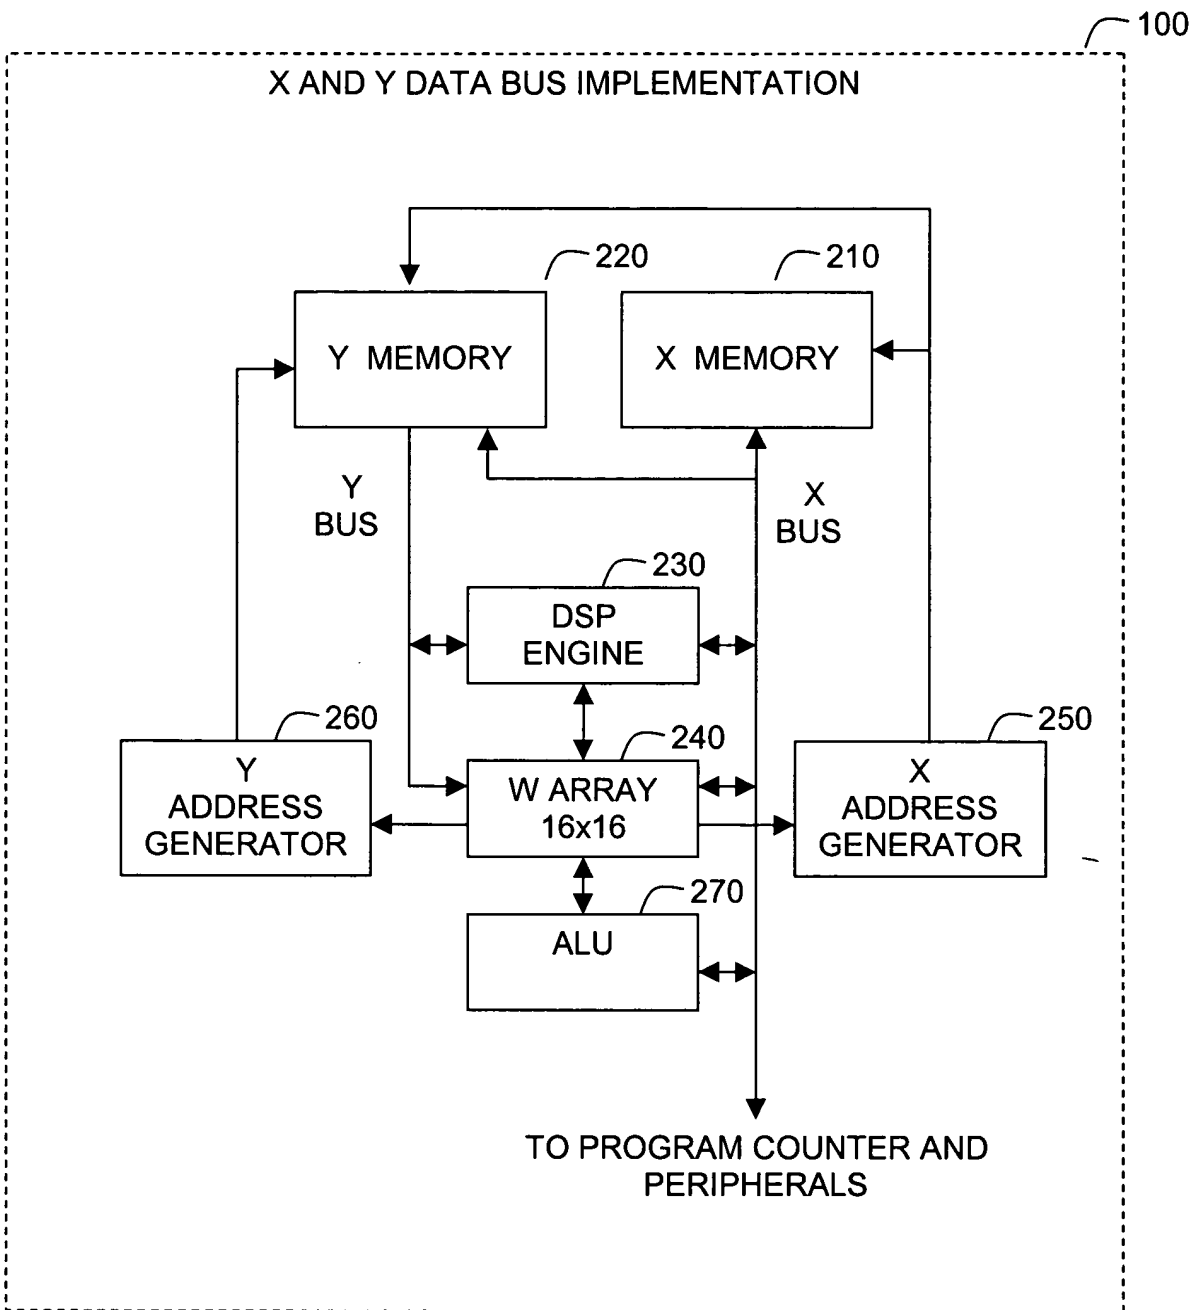 100
X AND Y DATA BUS IMPLEMENTATION
220
210
Y MEMORY
X MEMORY
Y
BUS
X
BUS
230
DSP
ENGINE
260
240
250
Y
ADDRESS
GENERATOR
W ARRAY
16x16
X
ADDRESS
GENERATOR
270
ALU
TO PROGRAM COUNTER AND
PERIPHERALS